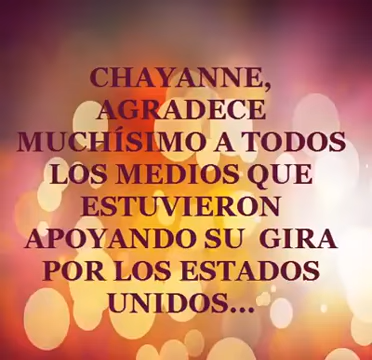 CHAYANNE,
AGRADECE
MUCHÍSIMO A TODOS
LOS MEDIOS QUE
ESTUVIERON
APOYANDO SU GIRA
POR LOS ESTADOS
UNIDOS...